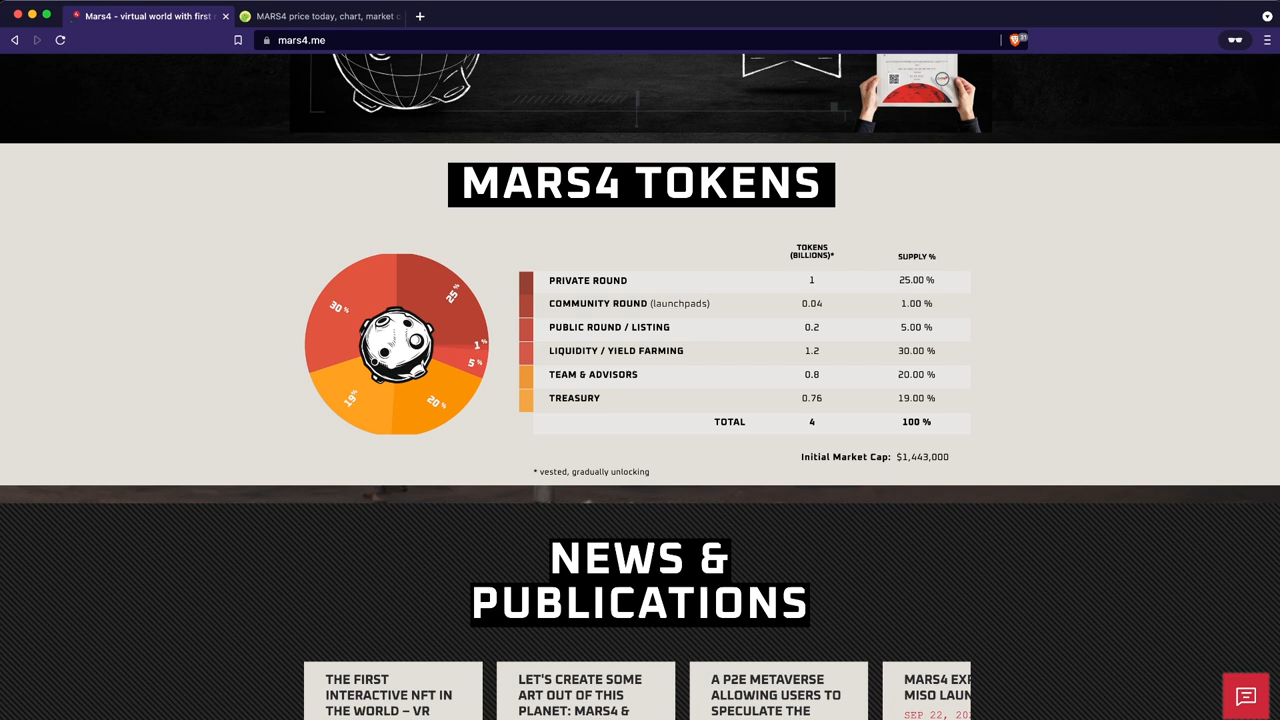 Mars4 - virtual world with first
MARS4 price today, chart, market c
mars4.me
31
MARS4 TOKENS
TOKENS
(BILLIONS)*
SUPPLY %
PRIVATE ROUND 1 25.00 %
COMMUNITY ROUND (launchpads) 0.04 1.00 %
PUBLIC ROUND / LISTING 0.2 5.00 %
LIQUIDITY / YIELD FARMING 1.2 30.00 %
TEAM & ADVISORS 0.8 20.00 %
TREASURY 0.76 19.00 %
TOTAL 4 100 %
25 %
1 %
5 %
20 %
19 %
30 %
Initial Market Cap: $1,443,000
* vested, gradually unlocking
NEWS &
PUBLICATIONS
THE FIRST
INTERACTIVE NFT IN
THE WORLD – VR
LET'S CREATE SOME
ART OUT OF THIS
PLANET: MARS4 &
A P2E METAVERSE
ALLOWING USERS TO
SPECULATE THE
MARS4 EXP
MISO LAUN
SEP 22, 202